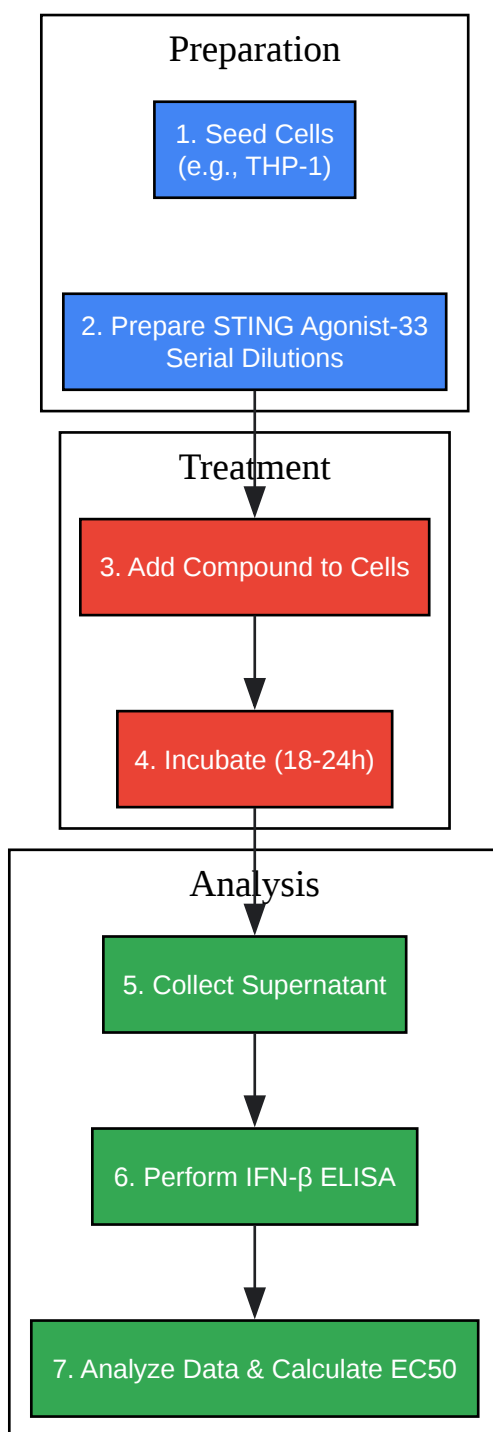 Preparation
1. Seed Cells
(e.g., THP-1)
2. Prepare STING Agonist-33
Serial Dilutions
Treatment
3. Add Compound to Cells
4. Incubate (18-24h)
Analysis
5. Collect Supernatant
6. Perform IFN-β ELISA
7. Analyze Data & Calculate EC50